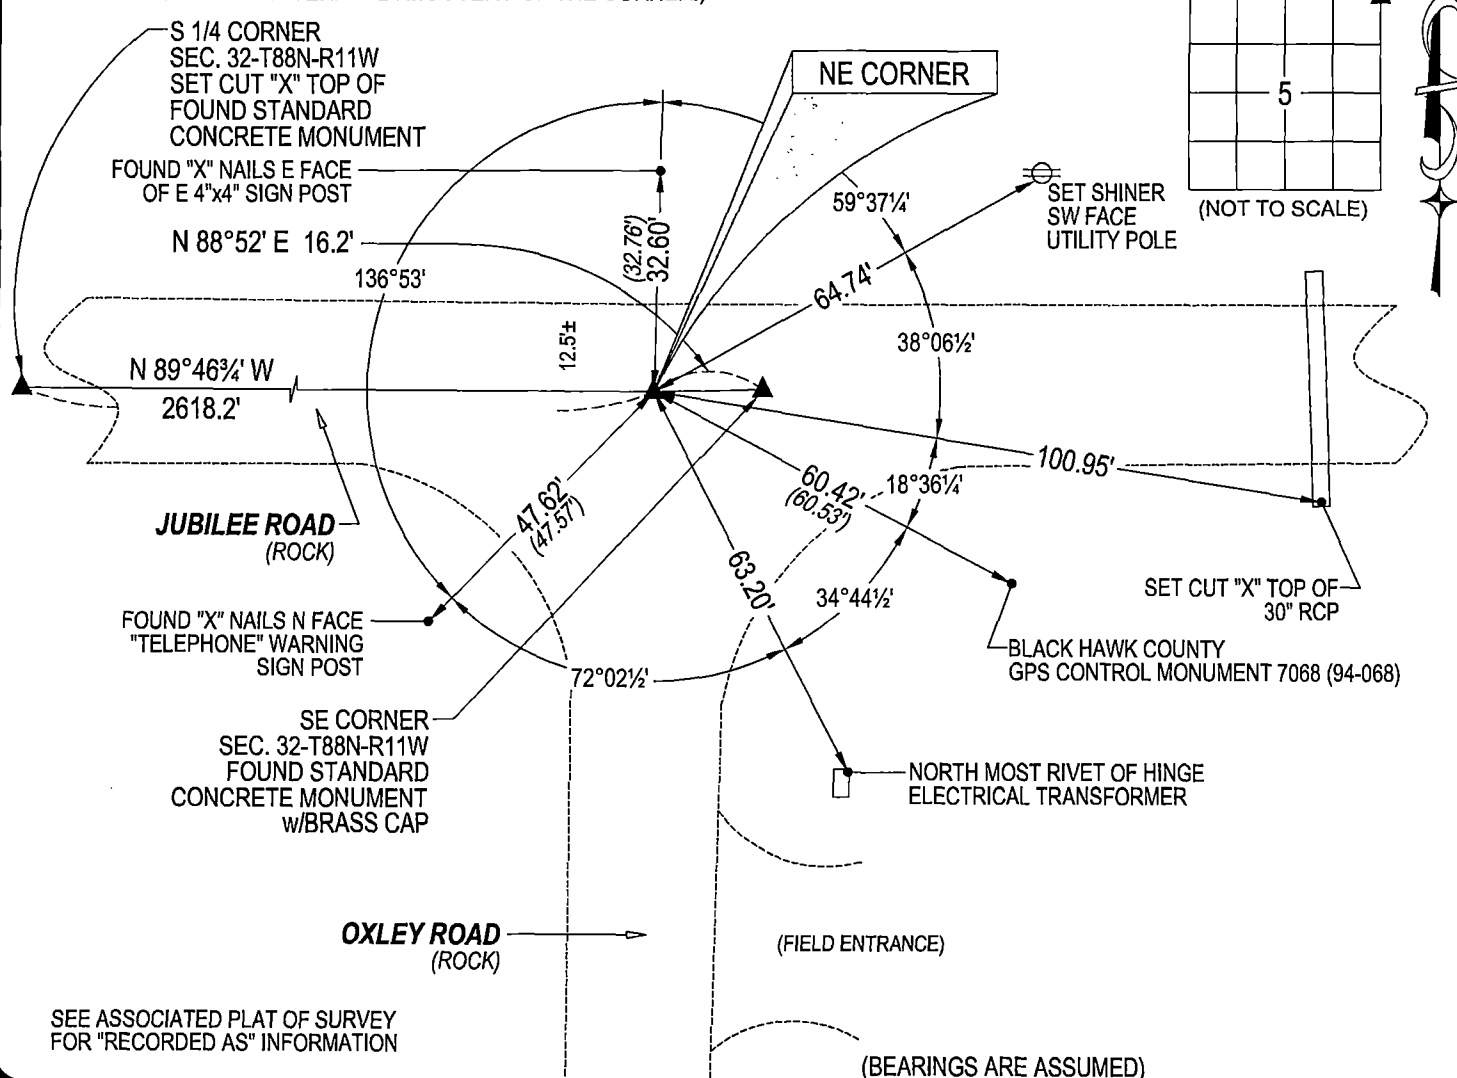 S 1/4 CORNER
SEC. 32-T88N-R11W
SET CUT "X" TOP OF
FOUND STANDARD
CONCRETE MONUMENT
FOUND "X" NAILS E FACE
OF E 4"x4" SIGN POST
N 88°52' E 16.2'
136°53'
NE CORNER
(32.76')
32.60'
59°37¼'
SET SHINER
SW FACE
UTILITY POLE
5
(NOT TO SCALE)
64.74'
38°06½'
12.5'±
N 89°46¾' W
2618.2'
100.95'
60.42'
(60.53')
18°36¼'
47.62'
(47.57')
JUBILEE ROAD
(ROCK)
63.20'
34°44½'
SET CUT "X" TOP OF
30" RCP
FOUND "X" NAILS N FACE
"TELEPHONE" WARNING
SIGN POST
BLACK HAWK COUNTY
GPS CONTROL MONUMENT 7068 (94-068)
72°02½'
SE CORNER
SEC. 32-T88N-R11W
FOUND STANDARD
CONCRETE MONUMENT
w/BRASS CAP
NORTH MOST RIVET OF HINGE
ELECTRICAL TRANSFORMER
OXLEY ROAD
(ROCK)
(FIELD ENTRANCE)
SEE ASSOCIATED PLAT OF SURVEY
FOR "RECORDED AS" INFORMATION
(BEARINGS ARE ASSUMED)